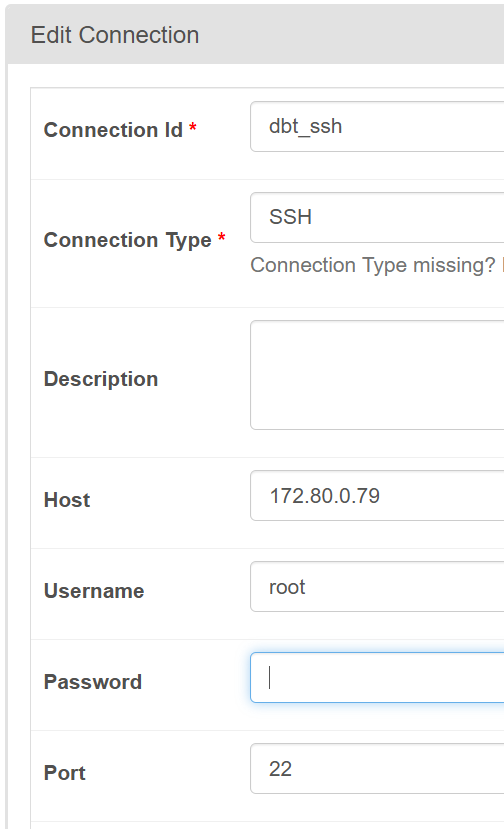 Edit Connection
Connection Id *
dbt_ssh
Connection Type *
SSH
Connection Type missing?
Description
Host
172.80.0.79
Username
root
Password
Port
22